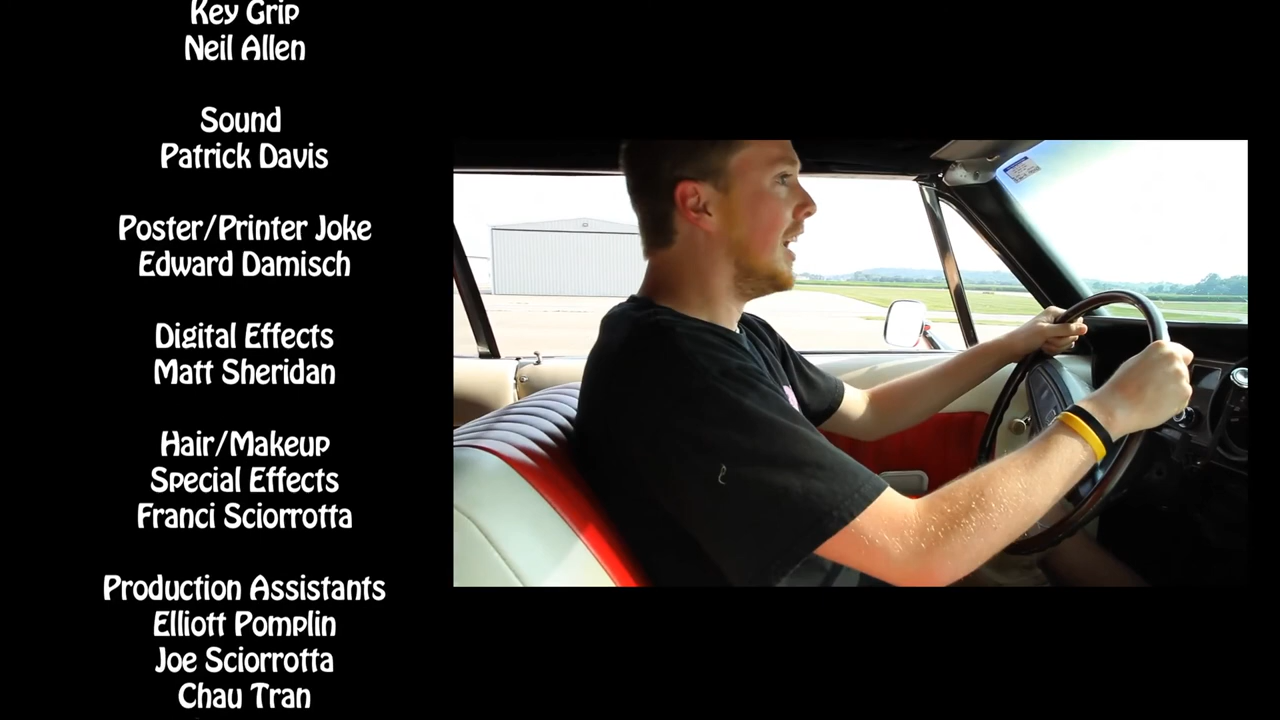 Key Grip
Neil Allen
Sound
Patrick Davis
Poster/Printer Joke
Edward Damisch
Digital Effects
Matt Sheridan
Hair/Makeup
Special Effects
Franci Sciorrotta
Production Assistants
Elliott Pomplin
Joe Sciorrotta
Chau Tran